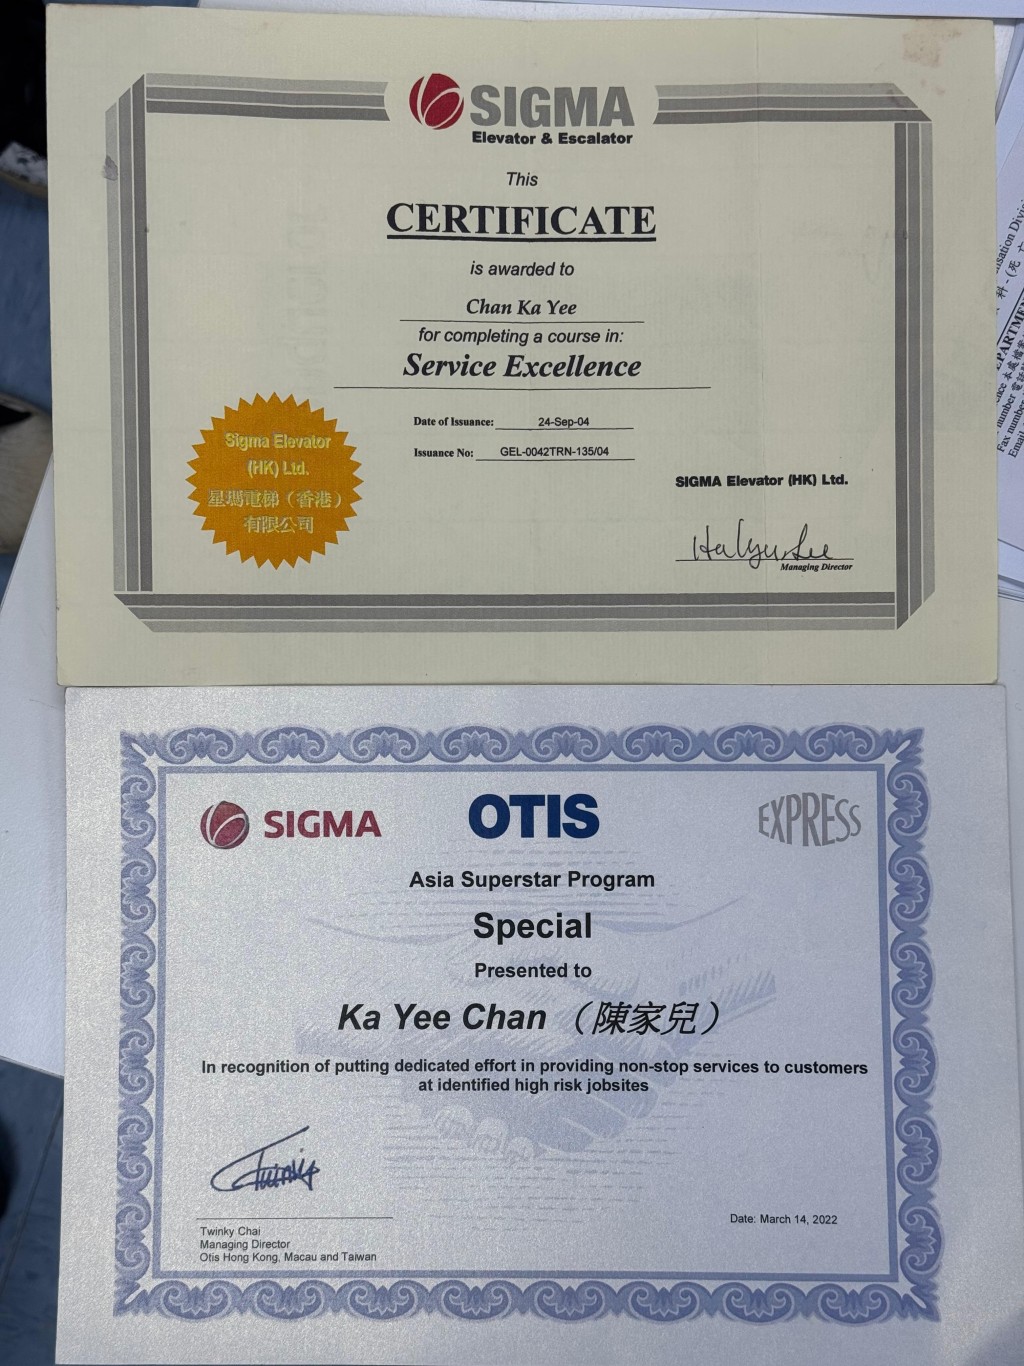 SIGMA
Elevator & Escalator
This
CERTIFICATE
is awarded to
Chan Ka Yee
for completing a course in:
Service Excellence
Date of Issuance: 24-Sep-04
Issuance No: GEL-0042TRN-135/04
Sigma Elevator
(HK) Ltd.
星瑪電梯（香港）
有限公司
SIGMA Elevator (HK) Ltd.
Managing Director
SIGMA
OTIS
EXPRESS
Asia Superstar Program
Special
Presented to
Ka Yee Chan （陳家兒）
In recognition of putting dedicated effort in providing non-stop services to customers
at identified high risk jobsites
Twinky
Twinky Chai
Managing Director
Otis Hong Kong, Macau and Taiwan
Date: March 14, 2022